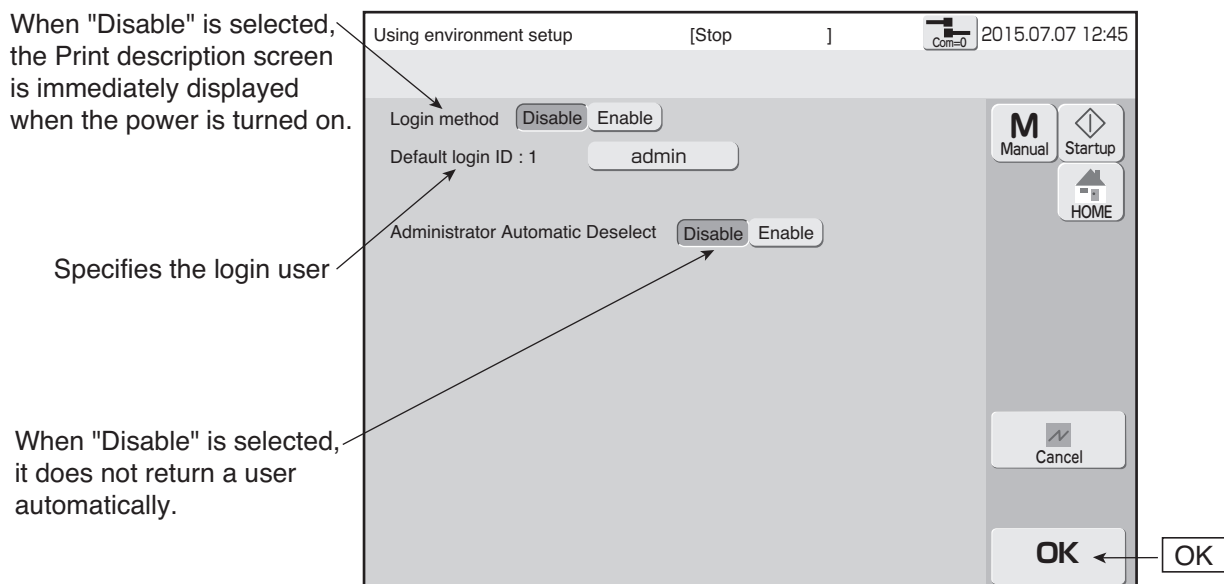 When "Disable" is selected,
the Print description screen
is immediately displayed
when the power is turned on.
Specifies the login user
When "Disable" is selected,
it does not return a user
automatically.
Using environment setup [Stop ] Com=0 2015.07.07 12:45
Login method Disable Enable
Default login ID : 1 admin
Administrator Automatic Deselect Disable Enable
M
Manual Startup
HOME
Cancel
OK
OK